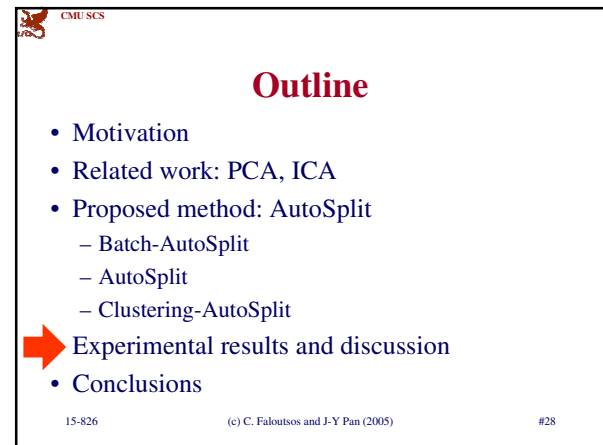 CMU SCS
Outline
• Motivation
• Related work: PCA, ICA
• Proposed method: AutoSplit
– Batch-AutoSplit
– AutoSplit
– Clustering-AutoSplit
Experimental results and discussion
• Conclusions
15-826 (c) C. Faloutsos and J-Y Pan (2005) #28